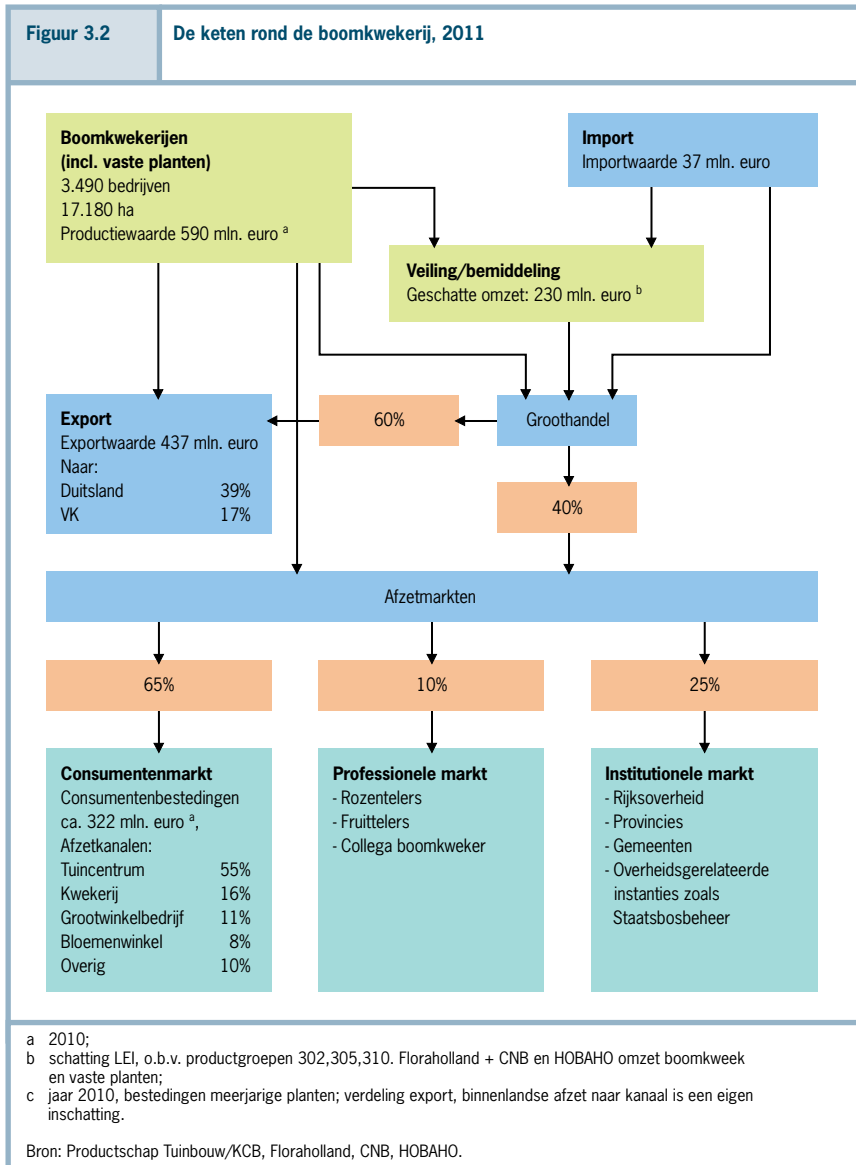 Figuur 3.2
De keten rond de boomkwekerij, 2011
Boomkwekerijen
(incl. vaste planten)
3.490 bedrijven
17.180 ha
Productiewaarde 590 mln. euro a
Import
Importwaarde 37 mln. euro
Veiling/bemiddeling
Geschatte omzet: 230 mln. euro b
Export
Exportwaarde 437 mln. euro
Naar:
Duitsland 39%
VK 17%
60%
Groothandel
40%
Afzetmarkten
65%
10%
25%
Consumentenmarkt
Consumentenbestedingen
ca. 322 mln. euro a,
Afzetkanalen:
Tuincentrum 55%
Kwekerij 16%
Grootwinkelbedrijf 11%
Bloemenwinkel 8%
Overig 10%
Professionele markt
- Rozentelers
- Fruittelers
- Collega boomkweker
Institutionele markt
- Rijksoverheid
- Provincies
- Gemeenten
- Overheidsgerelateerde
instanties zoals
Staatsbosbeheer
a 2010;
b schatting LEI, o.b.v. productgroepen 302,305,310. Floraholland + CNB en HOBAHO omzet boomkweek
en vaste planten;
c jaar 2010, bestedingen meerjarige planten; verdeling export, binnenlandse afzet naar kanaal is een eigen
inschatting.
Bron: Productschap Tuinbouw/KCB, Floraholland, CNB, HOBAHO.